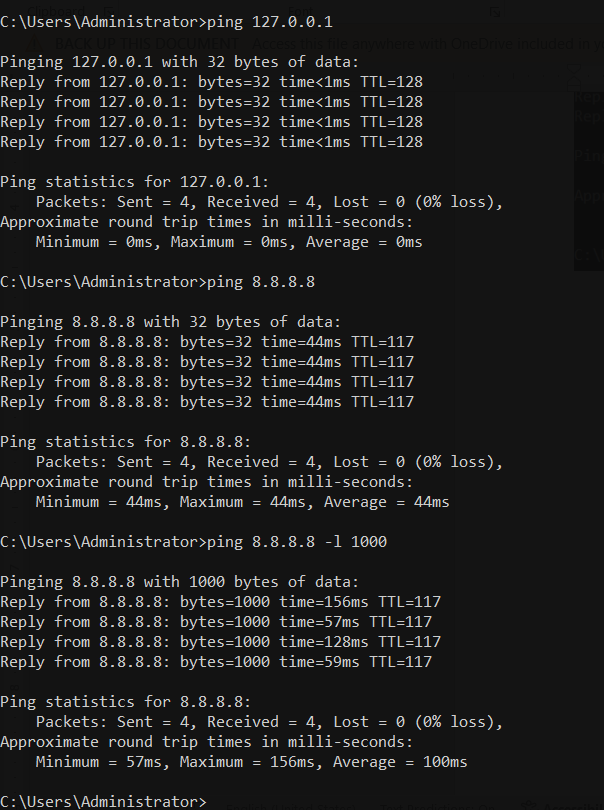 C:\Users\Administrator>ping 127.0.0.1
Pinging 127.0.0.1 with 32 bytes of data:
Reply from 127.0.0.1: bytes=32 time<1ms TTL=128
Reply from 127.0.0.1: bytes=32 time<1ms TTL=128
Reply from 127.0.0.1: bytes=32 time<1ms TTL=128
Reply from 127.0.0.1: bytes=32 time<1ms TTL=128
Ping statistics for 127.0.0.1:
Packets: Sent = 4, Received = 4, Lost = 0 (0% loss),
Approximate round trip times in milli-seconds:
Minimum = 0ms, Maximum = 0ms, Average = 0ms
C:\Users\Administrator>ping 8.8.8.8
Pinging 8.8.8.8 with 32 bytes of data:
Reply from 8.8.8.8: bytes=32 time=44ms TTL=117
Reply from 8.8.8.8: bytes=32 time=44ms TTL=117
Reply from 8.8.8.8: bytes=32 time=44ms TTL=117
Reply from 8.8.8.8: bytes=32 time=44ms TTL=117
Ping statistics for 8.8.8.8:
Packets: Sent = 4, Received = 4, Lost = 0 (0% loss),
Approximate round trip times in milli-seconds:
Minimum = 44ms, Maximum = 44ms, Average = 44ms
C:\Users\Administrator>ping 8.8.8.8 -l 1000
Pinging 8.8.8.8 with 1000 bytes of data:
Reply from 8.8.8.8: bytes=1000 time=156ms TTL=117
Reply from 8.8.8.8: bytes=1000 time=57ms TTL=117
Reply from 8.8.8.8: bytes=1000 time=128ms TTL=117
Reply from 8.8.8.8: bytes=1000 time=59ms TTL=117
Ping statistics for 8.8.8.8:
Packets: Sent = 4, Received = 4, Lost = 0 (0% loss),
Approximate round trip times in milli-seconds:
Minimum = 57ms, Maximum = 156ms, Average = 100ms
C:\Users\Administrator>